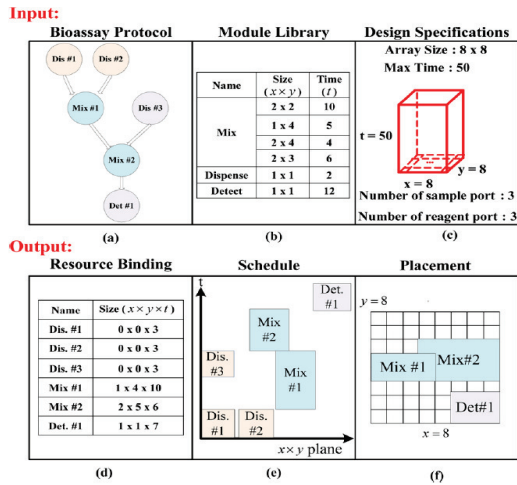 Input:
Bioassay Protocol
Dis #1
Dis #2
Mix #1
Dis #3
Mix #2
Det #1
(a)
Module Library
Name Size (x × y) Time (t)
Mix 2 x 2 10
1 x 4 5
2 x 4 4
2 x 3 6
Dispense 1 x 1 2
Detect 1 x 1 12
(b)
Design Specifications
Array Size : 8 x 8
Max Time : 50
t = 50
y = 8
x = 8
Number of sample port : 3
Number of reagent port : 3
(c)
Output:
Resource Binding
Name Size ( x × y × t )
Dis. #1 0 x 0 x 3
Dis. #2 0 x 0 x 3
Dis. #3 0 x 0 x 3
Mix #1 1 x 4 x 10
Mix #2 2 x 5 x 6
Det. #1 1 x 1 x 7
(d)
Schedule
t
Det.
#1
Mix
#2
Dis.
#3
Mix
#1
Dis.
#1
Dis.
#2
x×y plane
(e)
Placement
y = 8
Mix #1
Mix#2
Det#1
x = 8
(f)